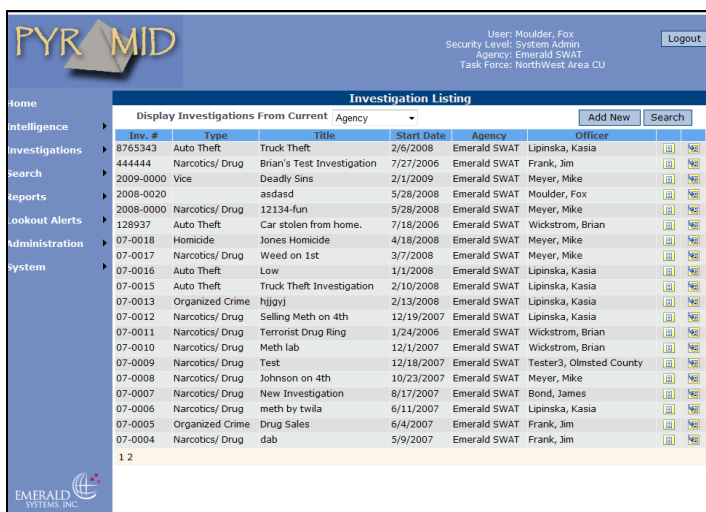 PYRAMID
User: Moulder, Fox
Security Level: System Admin
Agency: Emerald SWAT
Task Force: NorthWest Area CU
Logout
Home
Intelligence
Investigations
Search
Reports
Lookout Alerts
Administration
System
Investigation Listing
Display Investigations From Current Agency Add New Search
Inv. # Type Title Start Date Agency Officer
8765343 Auto Theft Truck Theft 2/6/2008 Emerald SWAT Lipinska, Kasia
444444 Narcotics/ Drug Brian's Test Investigation 7/27/2006 Emerald SWAT Frank, Jim
2009-0000 Vice Deadly Sins 2/1/2009 Emerald SWAT Meyer, Mike
2008-0020 asdasd 5/28/2008 Emerald SWAT Moulder, Fox
2008-0000 Narcotics/ Drug 12134-fun 5/28/2008 Emerald SWAT Meyer, Mike
128937 Auto Theft Car stolen from home. 7/18/2006 Emerald SWAT Wickstrom, Brian
07-0018 Homicide Jones Homicide 4/18/2008 Emerald SWAT Meyer, Mike
07-0017 Narcotics/ Drug Weed on 1st 3/7/2008 Emerald SWAT Meyer, Mike
07-0016 Auto Theft Low 1/1/2008 Emerald SWAT Lipinska, Kasia
07-0015 Auto Theft Truck Theft Investigation 2/10/2008 Emerald SWAT Lipinska, Kasia
07-0013 Organized Crime hjjgyj 2/13/2008 Emerald SWAT Lipinska, Kasia
07-0012 Narcotics/ Drug Selling Meth on 4th 12/19/2007 Emerald SWAT Lipinska, Kasia
07-0011 Narcotics/ Drug Terrorist Drug Ring 1/24/2006 Emerald SWAT Wickstrom, Brian
07-0010 Narcotics/ Drug Meth lab 12/1/2007 Emerald SWAT Wickstrom, Brian
07-0009 Narcotics/ Drug Test 12/18/2007 Emerald SWAT Tester3, Olmsted County
07-0008 Narcotics/ Drug Johnson on 4th 10/23/2007 Emerald SWAT Meyer, Mike
07-0007 Narcotics/ Drug New Investigation 8/17/2007 Emerald SWAT Bond, James
07-0006 Narcotics/ Drug meth by twila 6/11/2007 Emerald SWAT Lipinska, Kasia
07-0005 Organized Crime Drug Sales 6/4/2007 Emerald SWAT Frank, Jim
07-0004 Narcotics/ Drug dab 5/9/2007 Emerald SWAT Frank, Jim
1 2
EMERALD
SYSTEMS, INC.